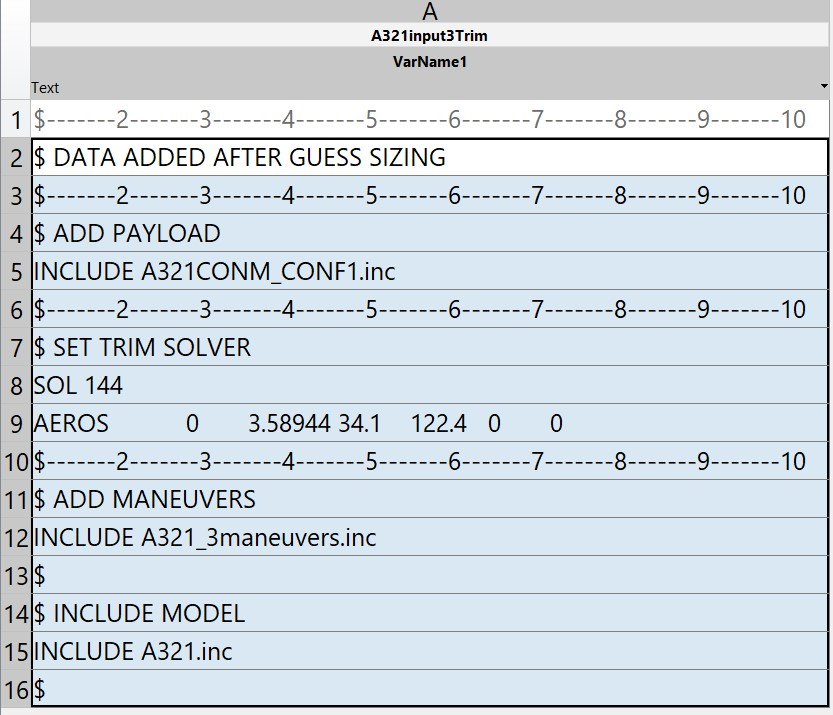 A
A321input3Trim
VarName1
Text
1 $-------2-------3-------4-------5-------6-------7-------8-------9-------10
2 $ DATA ADDED AFTER GUESS SIZING
3 $-------2-------3-------4-------5-------6-------7-------8-------9-------10
4 $ ADD PAYLOAD
5 INCLUDE A321CONM_CONF1.inc
6 $-------2-------3-------4-------5-------6-------7-------8-------9-------10
7 $ SET TRIM SOLVER
8 SOL 144
9 AEROS 0 3.58944 34.1 122.4 0 0
10 $-------2-------3-------4-------5-------6-------7-------8-------9-------10
11 $ ADD MANEUVERS
12 INCLUDE A321_3maneuvers.inc
13 $
14 $ INCLUDE MODEL
15 INCLUDE A321.inc
16 $